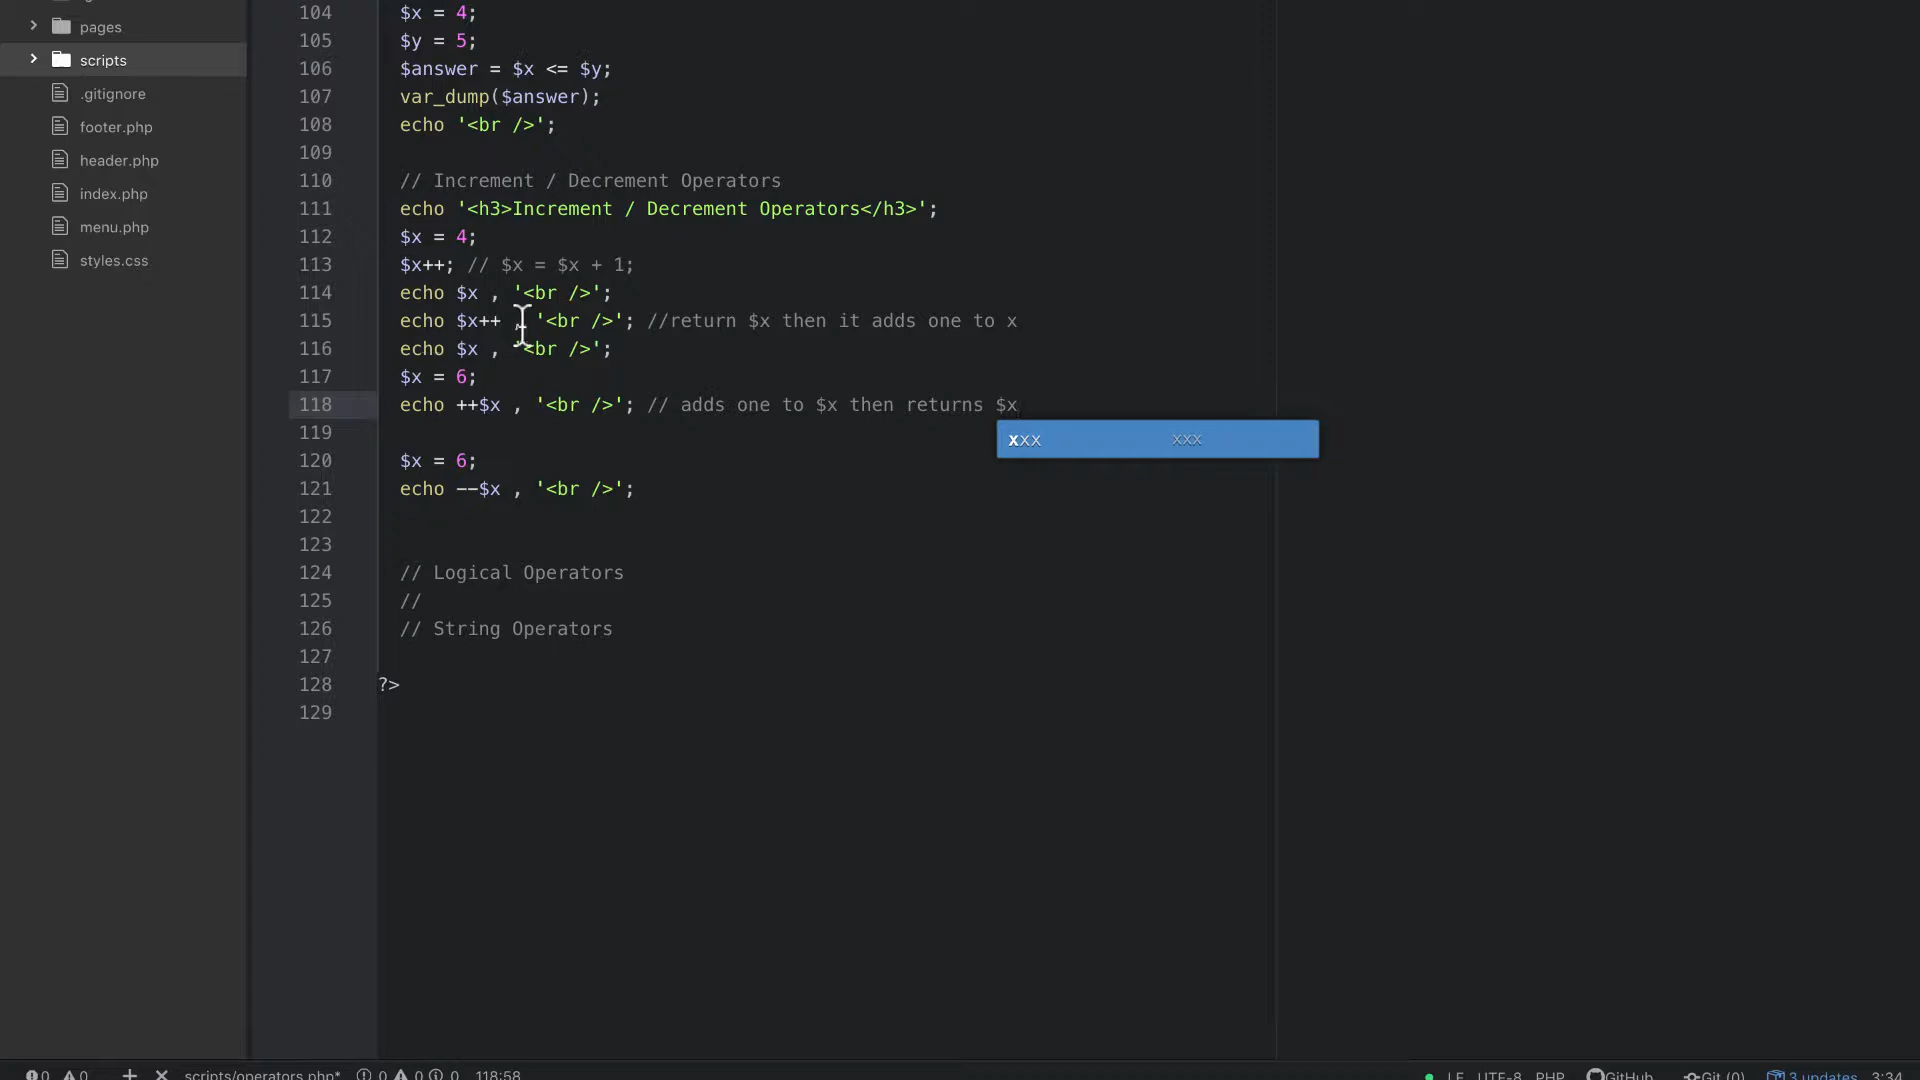 pages
scripts
.gitignore
footer.php
header.php
index.php
menu.php
styles.css
104 $x = 4;
105 $y = 5;
106 $answer = $x <= $y;
107 var_dump($answer);
108 echo '<br />';
109
110 // Increment / Decrement Operators
111 echo '<h3>Increment / Decrement Operators</h3>';
112 $x = 4;
113 $x++; // $x = $x + 1;
114 echo $x , '<br />';
115 echo $x++ , '<br />'; //return $x then it adds one to x
116 echo $x , '<br />';
117 $x = 6;
118 echo ++$x , '<br />'; // adds one to $x then returns $x
xxx xxx
119
120 $x = 6;
121 echo --$x , '<br />';
122
123
124 // Logical Operators
125 //
126 // String Operators
127
128 ?>
129
0 0 scripts/operators.php* 0 0 0 118:58 LF UTF-8 PHP GitHub Git (0) 3 updates 3:34